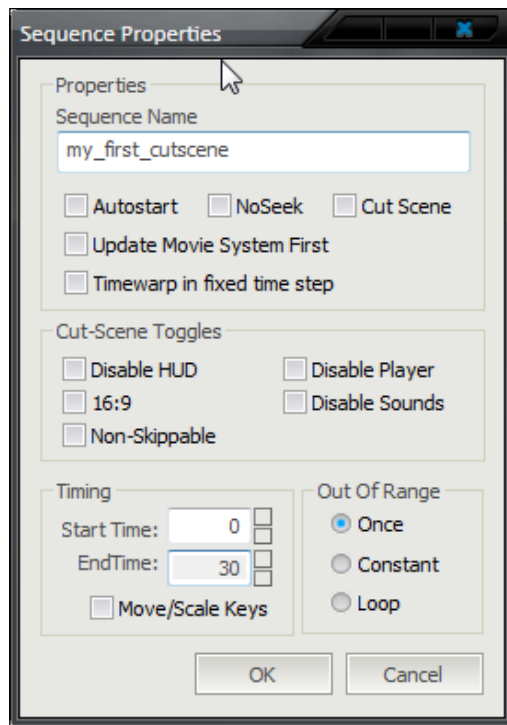 Sequence Properties
Properties
Sequence Name
my_first_cutscene
Autostart NoSeek Cut Scene
Update Movie System First
Timewarp in fixed time step
Cut-Scene Toggles
Disable HUD Disable Player
16:9 Disable Sounds
Non-Skippable
Timing
Start Time: 0
EndTime: 30
Move/Scale Keys
Out Of Range
Once
Constant
Loop
OK Cancel